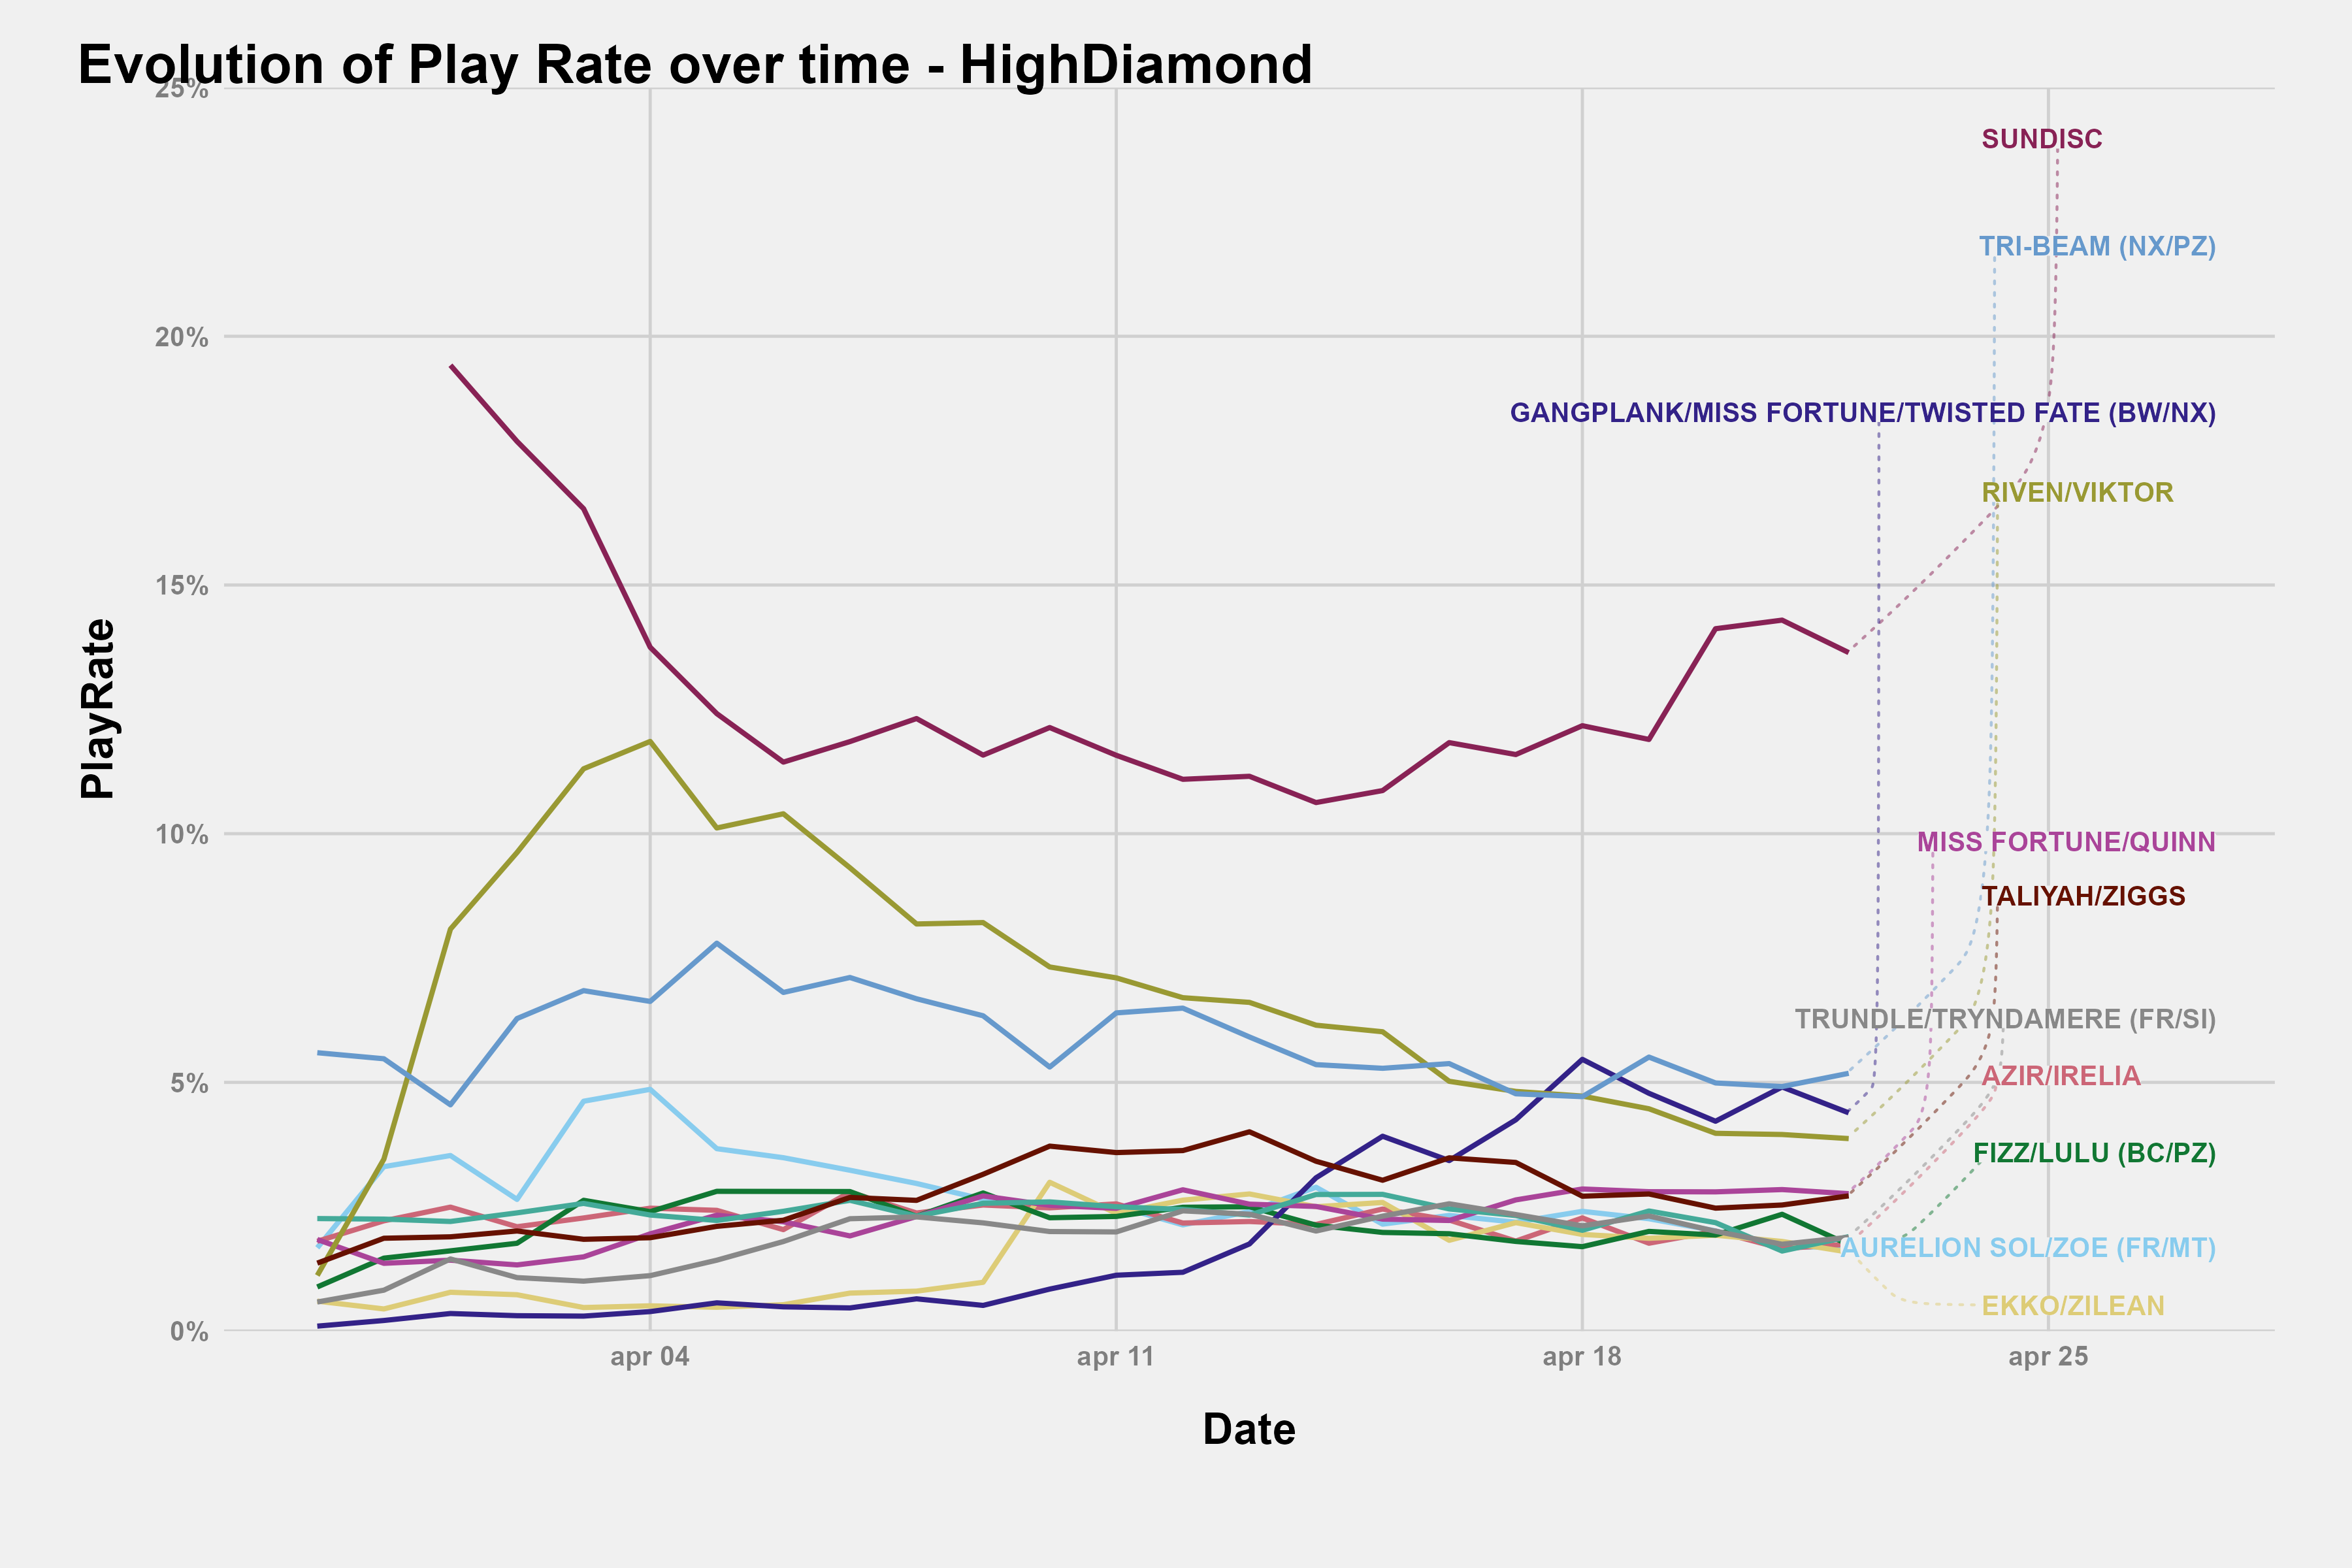 Evolution of Play Rate over time - HighDiamond
25%
SUNDISC
TRI-BEAM (NX/PZ)
20%
GANGPLANK/MISS FORTUNE/TWISTED FATE (BW/NX)
RIVEN/VIKTOR
15%
PlayRate
10%
MISS FORTUNE/QUINN
TALIYAH/ZIGGS
TRUNDLE/TRYNDAMERE (FR/SI)
5%
AZIR/IRELIA
FIZZ/LULU (BC/PZ)
AURELION SOL/ZOE (FR/MT)
EKKO/ZILEAN
0%
apr 04
apr 11
apr 18
apr 25
Date